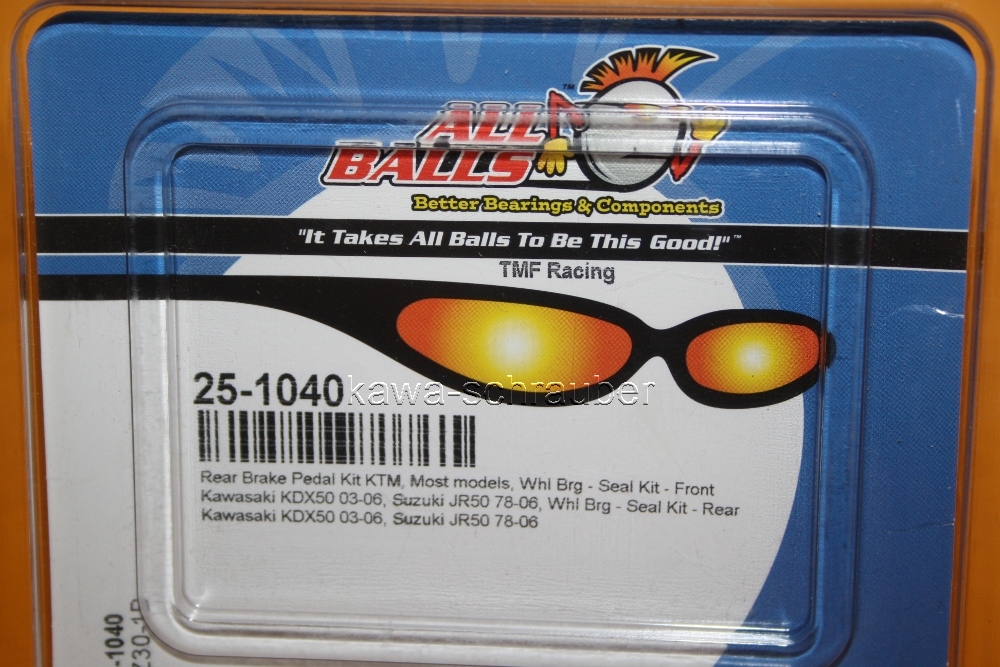 ALL
BALLS
™
Better Bearings & Components
"It Takes All Balls To Be This Good!"™
TMF Racing
25-1040
kawa-schrauber
Rear Brake Pedal Kit KTM, Most models, Whl Brg - Seal Kit - Front
Kawasaki KDX50 03-06, Suzuki JR50 78-06, Whl Brg - Seal Kit - Rear
Kawasaki KDX50 03-06, Suzuki JR50 78-06
-1040